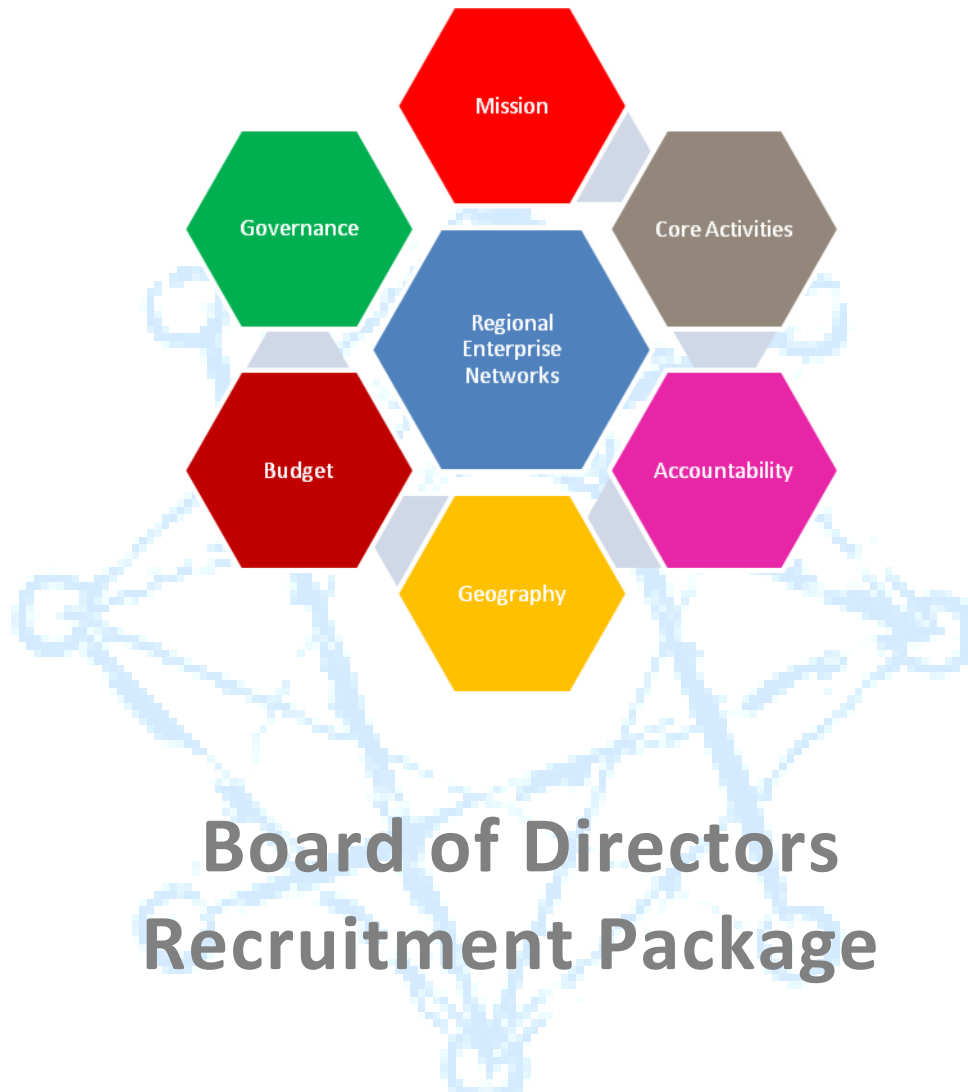 Mission
Governance
Core Activities
Regional
Enterprise
Networks
Budget
Accountability
Geography
Board of Directors
Recruitment Package